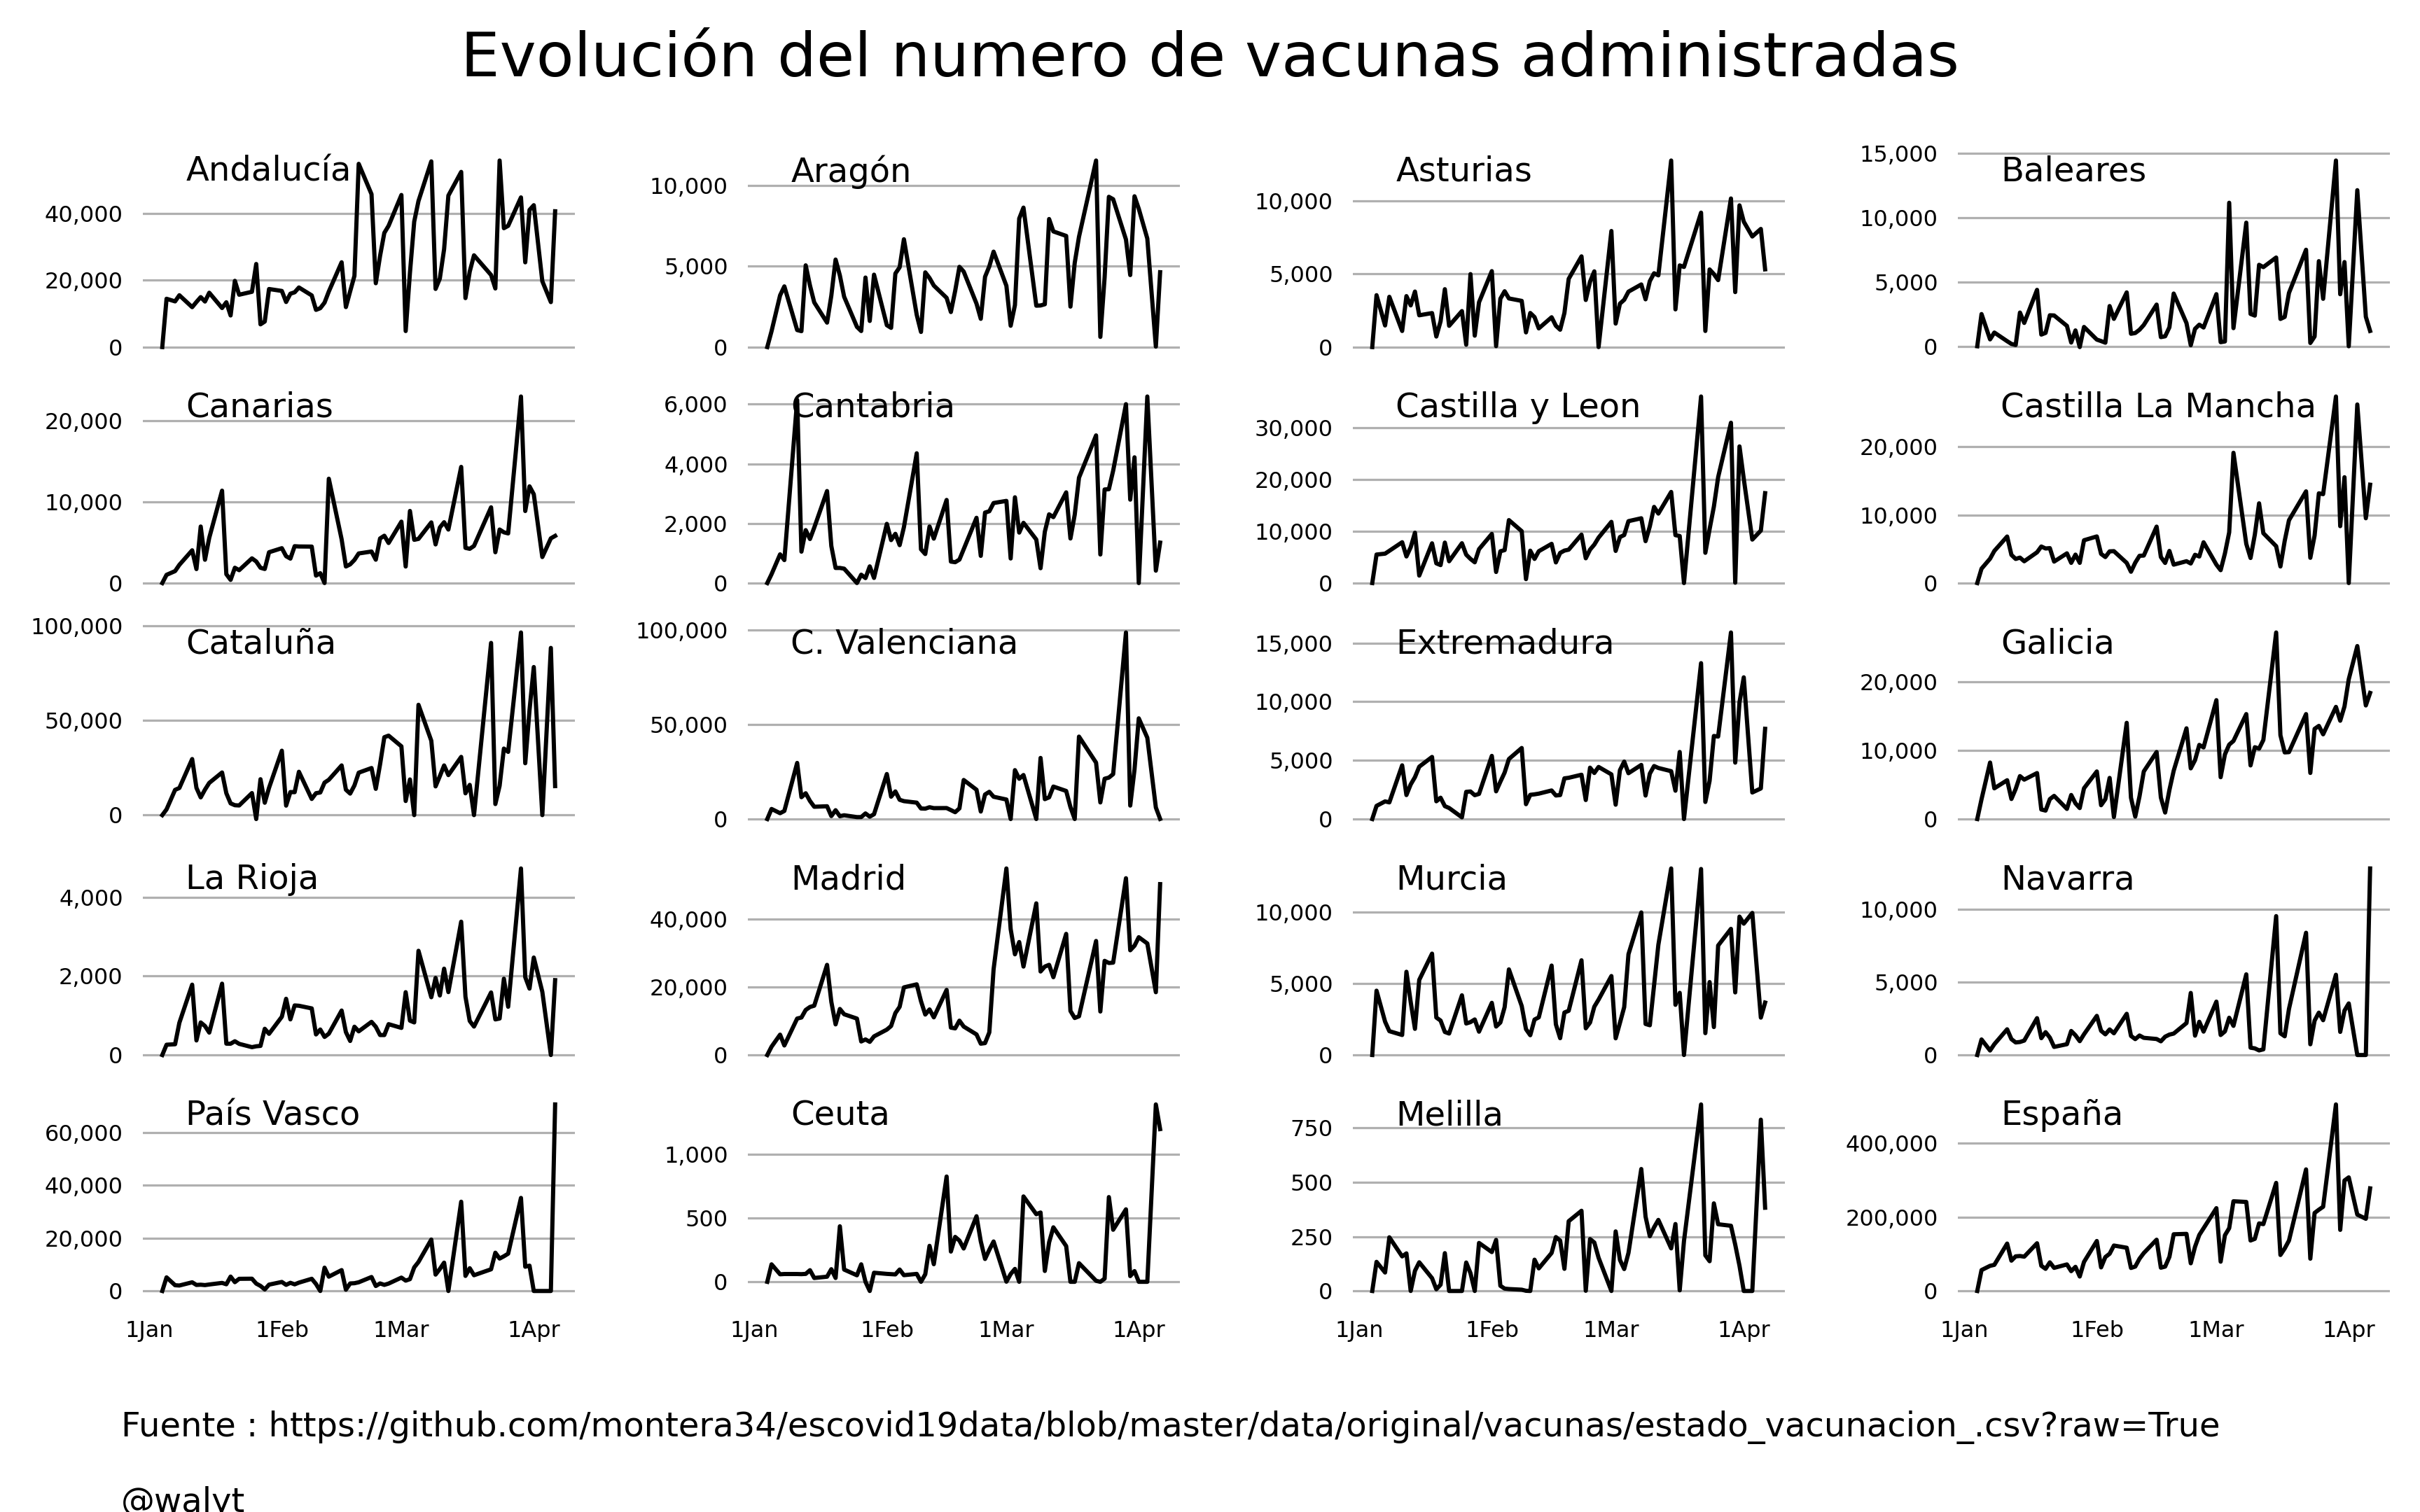 Evolución del numero de vacunas administradas
Andalucía
40,000
20,000
0
Aragón
10,000
5,000
0
Asturias
10,000
5,000
0
Baleares
15,000
10,000
5,000
0
Canarias
20,000
10,000
0
Cantabria
6,000
4,000
2,000
0
Castilla y Leon
30,000
20,000
10,000
0
Castilla La Mancha
20,000
10,000
0
Cataluña
100,000
50,000
0
C. Valenciana
100,000
50,000
0
Extremadura
15,000
10,000
5,000
0
Galicia
20,000
10,000
0
La Rioja
4,000
2,000
0
Madrid
40,000
20,000
0
Murcia
10,000
5,000
0
Navarra
10,000
5,000
0
País Vasco
60,000
40,000
20,000
0
1Jan 1Feb 1Mar 1Apr
Ceuta
1,000
500
0
1Jan 1Feb 1Mar 1Apr
Melilla
750
500
250
0
1Jan 1Feb 1Mar 1Apr
España
400,000
200,000
0
1Jan 1Feb 1Mar 1Apr
Fuente : https://github.com/montera34/escovid19data/blob/master/data/original/vacunas/estado_vacunacion_.csv?raw=True
@walyt